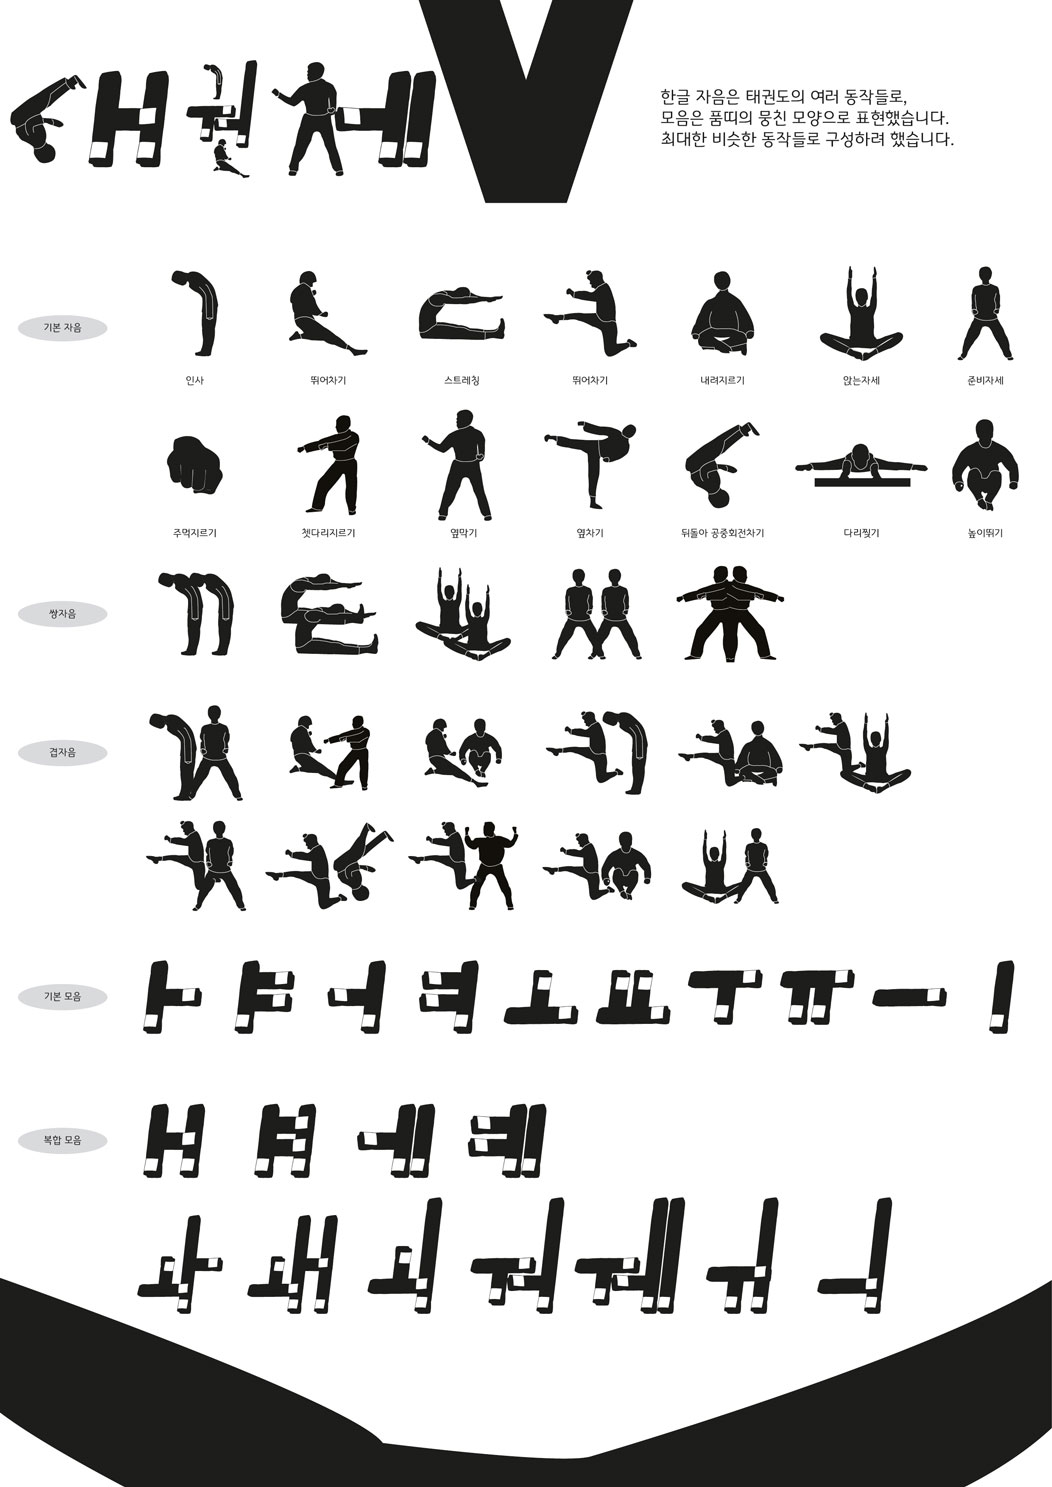 태권체
한글 자음은 태권도의 여러 동작들로,
모음은 품띠의 뭉친 모양으로 표현했습니다.
최대한 비슷한 동작들로 구성하려 했습니다.
기본 자음
ㄱ ㄴ ㄷ ㄹ ㅁ ㅂ ㅅ
인사 뛰어차기 스트레칭 뛰어차기 내려지르기 앉는자세 준비자세
ㅇ ㅈ ㅊ ㅋ ㅌ ㅍ ㅎ
주먹지르기 쳇다리지르기 옆막기 옆차기 뒤돌아 공중회전차기 다리찢기 높이뛰기
쌍자음
ㄲ ㄸ ㅃ ㅆ ㅉ
겹자음
ㄳ ㄵ ㄶ ㄺ ㄻ ㄼ
ㄽ ㄾ ㄿ ㅀ ㅄ
기본 모음
ㅏ ㅑ ㅓ ㅕ ㅗ ㅛ ㅜ ㅠ ㅡ ㅣ
복합 모음
ㅐ ㅒ ㅔ ㅖ
ㅘ ㅙ ㅚ ㅝ ㅞ ㅟ ㅢ